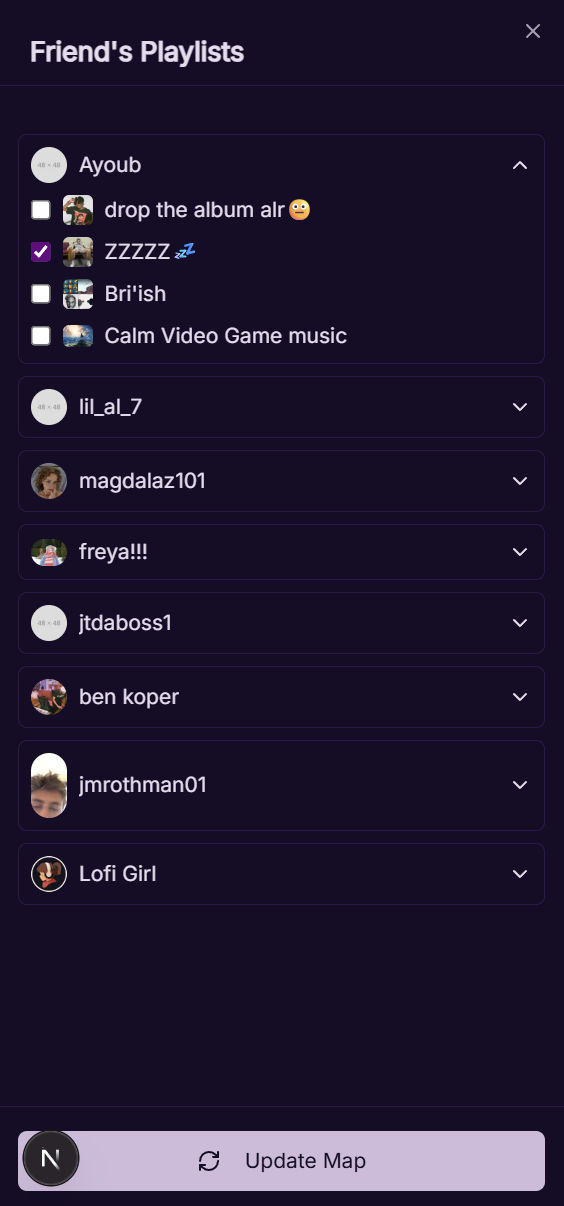 Friend's Playlists
48 × 48
Ayoub
drop the album alr 😳
ZZZZZ 💤
Bri'ish
Calm Video Game music
48 × 48
lil_al_7
magdalaz101
freya!!!
48 × 48
jtdaboss1
ben koper
jmrothman01
Lofi Girl
N
Update Map